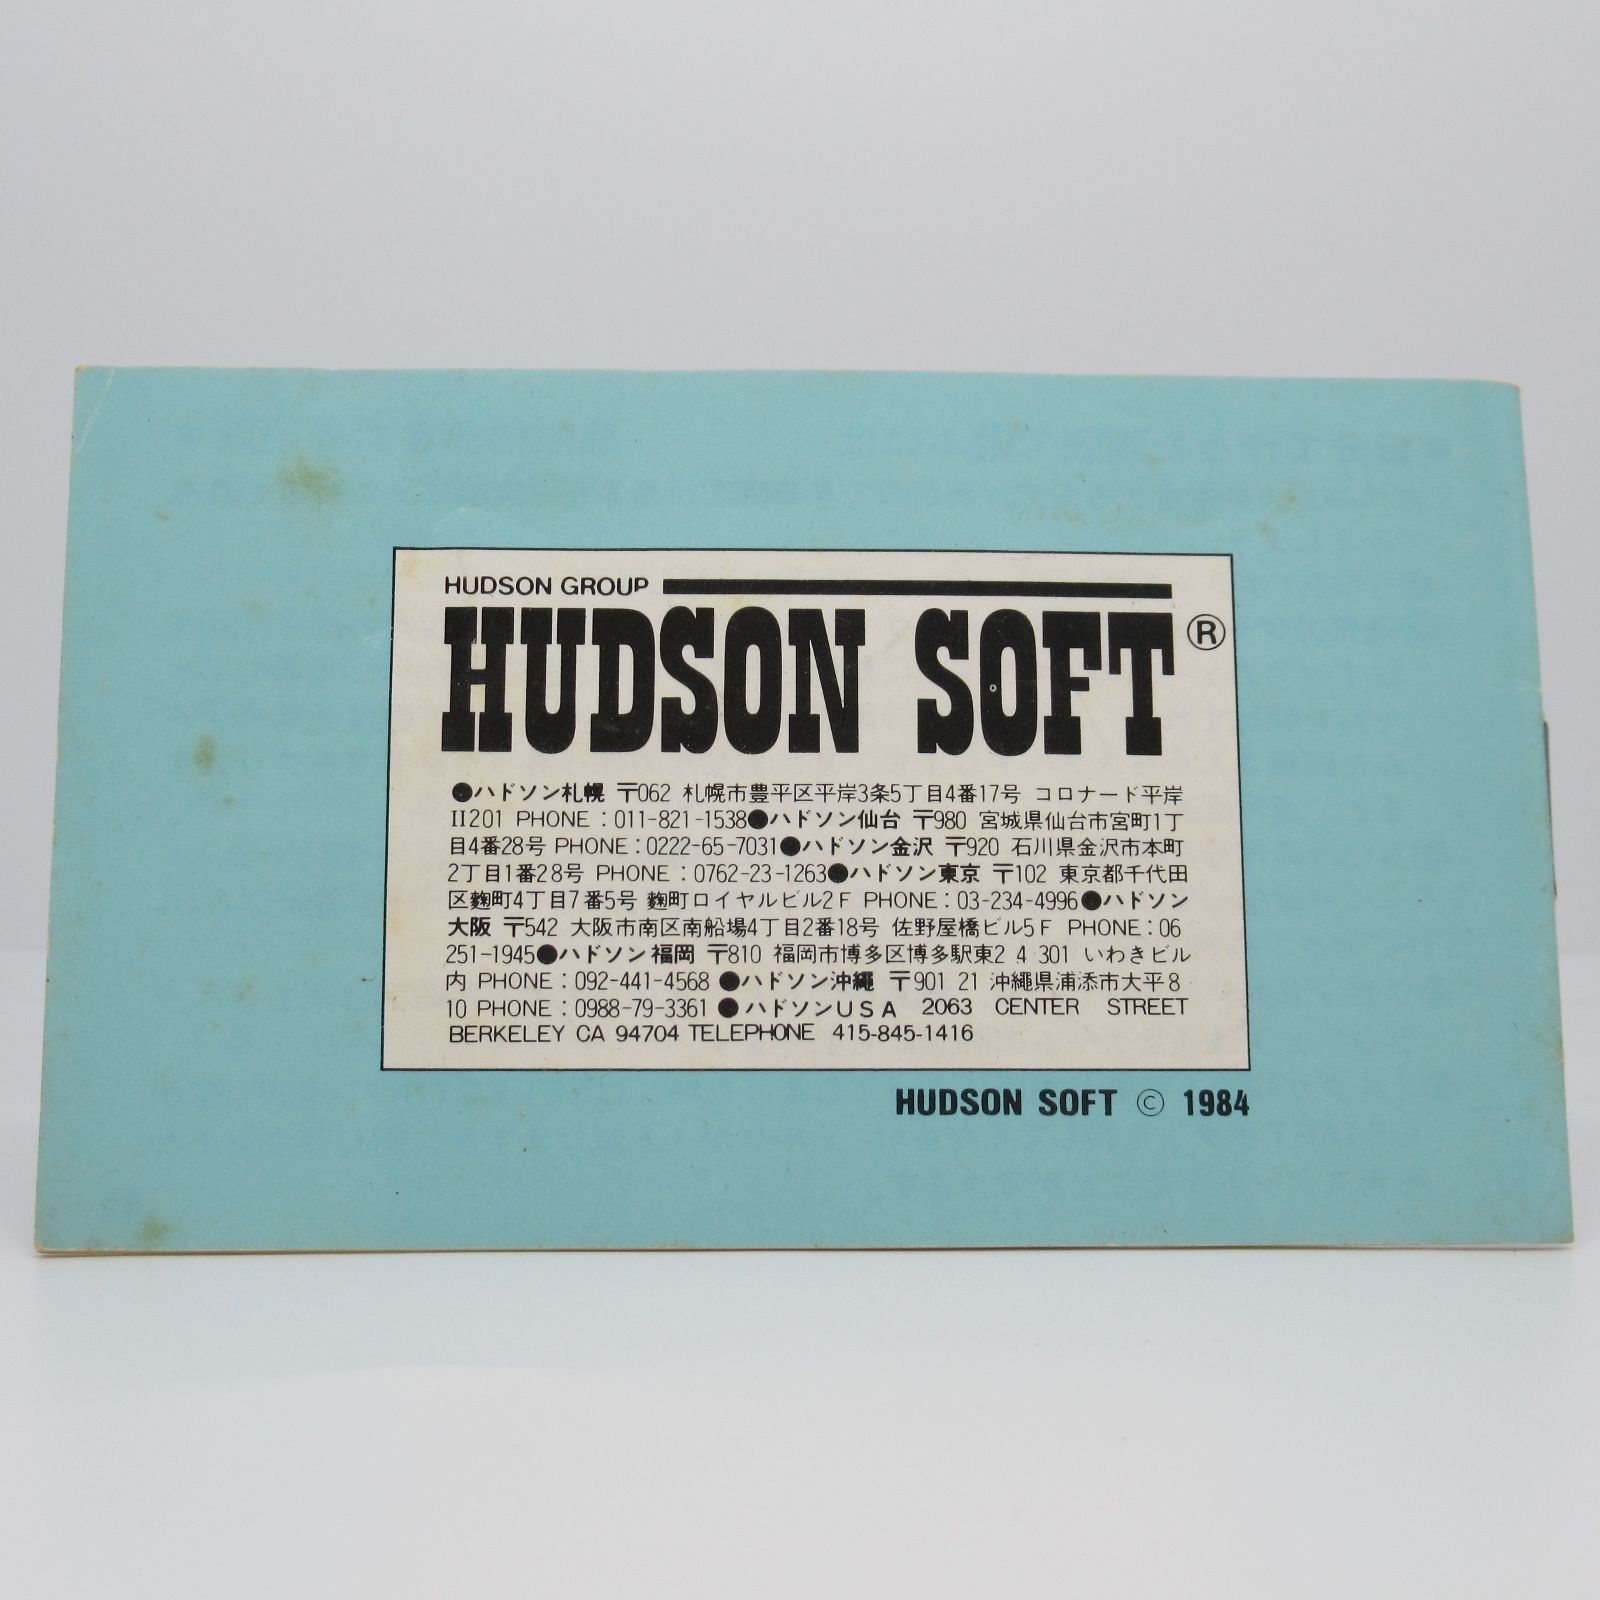 HUDSON GROUP
HUDSON SOFT®
●ハドソン札幌 〒062 札幌市豊平区平岸3条5丁目4番17号 コロナード平岸
II201 PHONE : 011-821-1538●ハドソン仙台 〒980 宮城県仙台市宮町1丁
目4番28号 PHONE : 0222-65-7031●ハドソン金沢 〒920 石川県金沢市本町
2丁目1番28号 PHONE : 0762-23-1263●ハドソン東京 〒102 東京都千代田
区麹町4丁目7番5号 麹町ロイヤルビル2F PHONE : 03-234-4996●ハドソン
大阪 〒542 大阪市南区南船場4丁目2番18号 佐野屋橋ビル5F PHONE : 06
251-1945●ハドソン福岡 〒810 福岡市博多区博多駅東2 4 301 いわきビル
内 PHONE : 092-441-4568 ●ハドソン沖縄 〒901 21 沖縄県浦添市大平8
10 PHONE : 0988-79-3361 ●ハドソンUSA 2063 CENTER STREET
BERKELEY CA 94704 TELEPHONE 415-845-1416
HUDSON SOFT © 1984